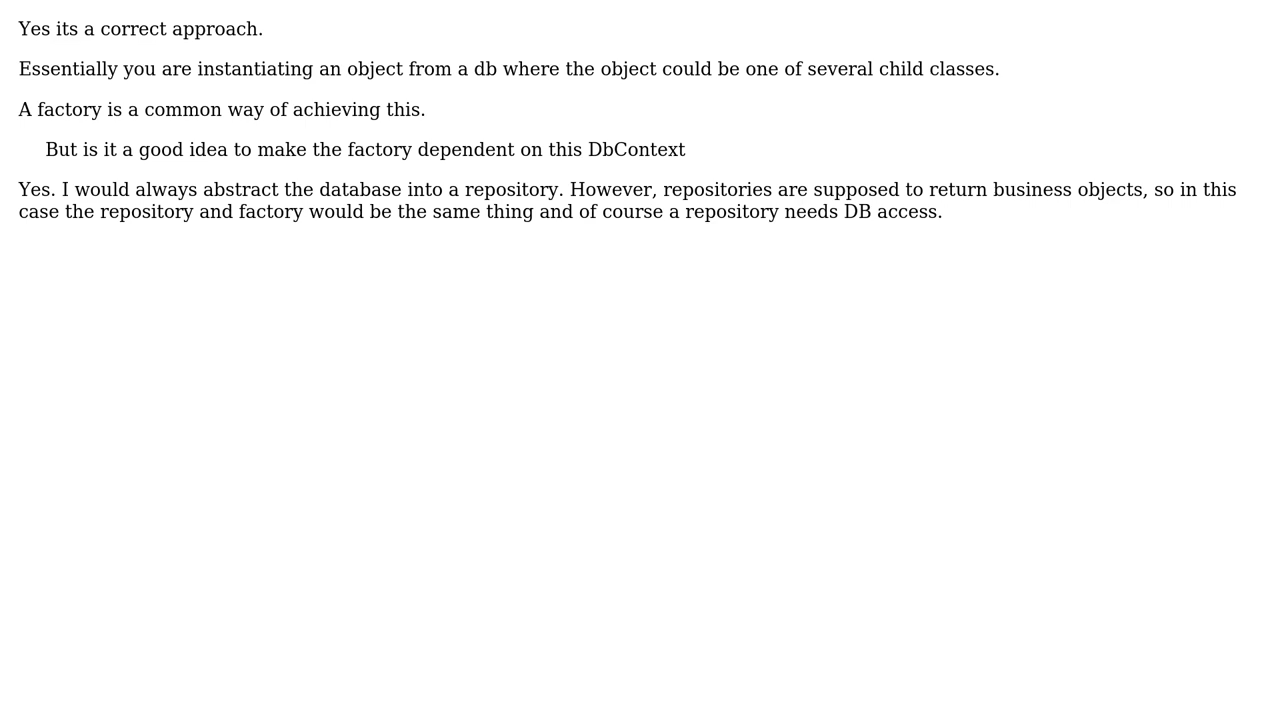 Yes its a correct approach.
Essentially you are instantiating an object from a db where the object could be one of several child classes.
A factory is a common way of achieving this.
But is it a good idea to make the factory dependent on this DbContext
Yes. I would always abstract the database into a repository. However, repositories are supposed to return business objects, so in this
case the repository and factory would be the same thing and of course a repository needs DB access.